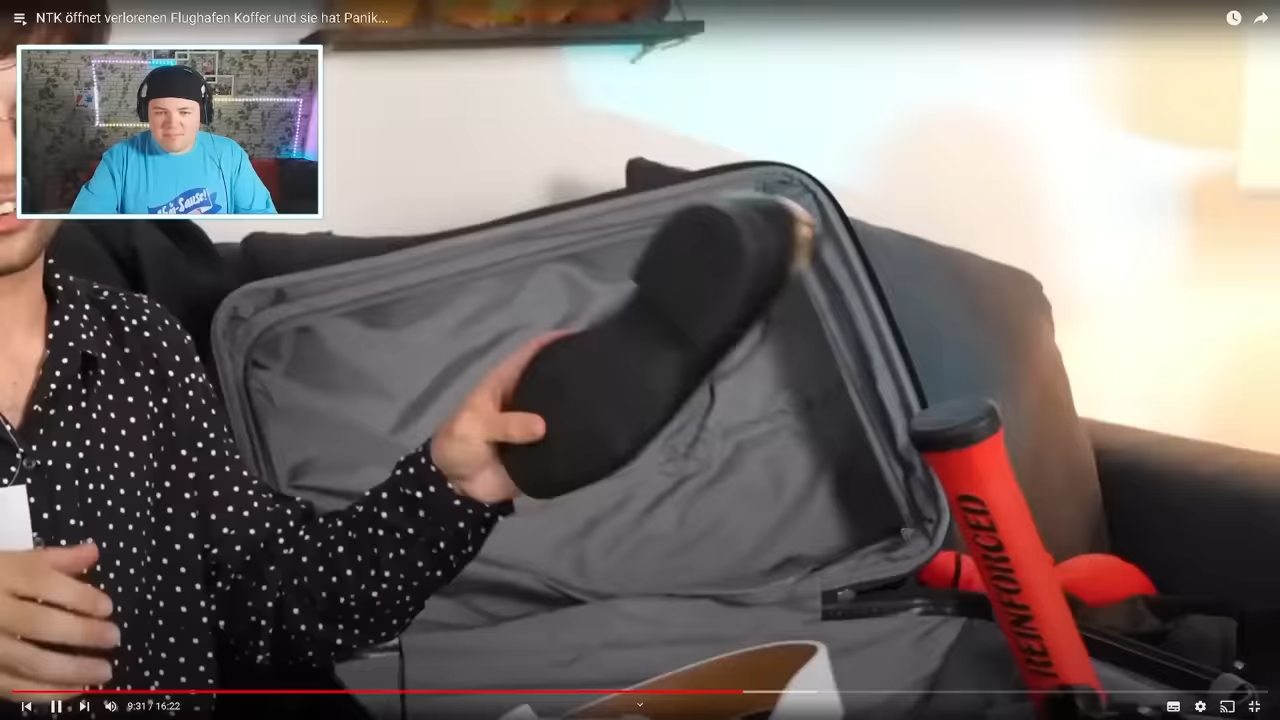 NTK öffnet verlorenen Flughafen Koffer und sie hat Panik...
REINFORCED
9:31 / 16:22